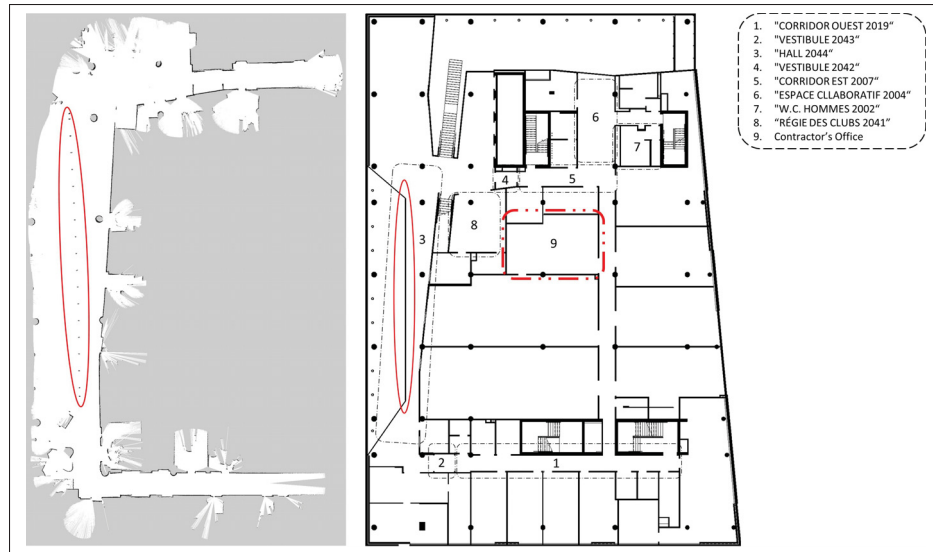 1. "CORRIDOR OUEST 2019"
2. "VESTIBULE 2043"
3. "HALL 2044"
4. "VESTIBULE 2042"
5. "CORRIDOR EST 2007"
6. "ESPACE CLLABORATIF 2004"
7. "W.C. HOMMES 2002"
8. "RÉGIE DES CLUBS 2041"
9. Contractor's Office
6
7
4
5
3
8
9
2
1